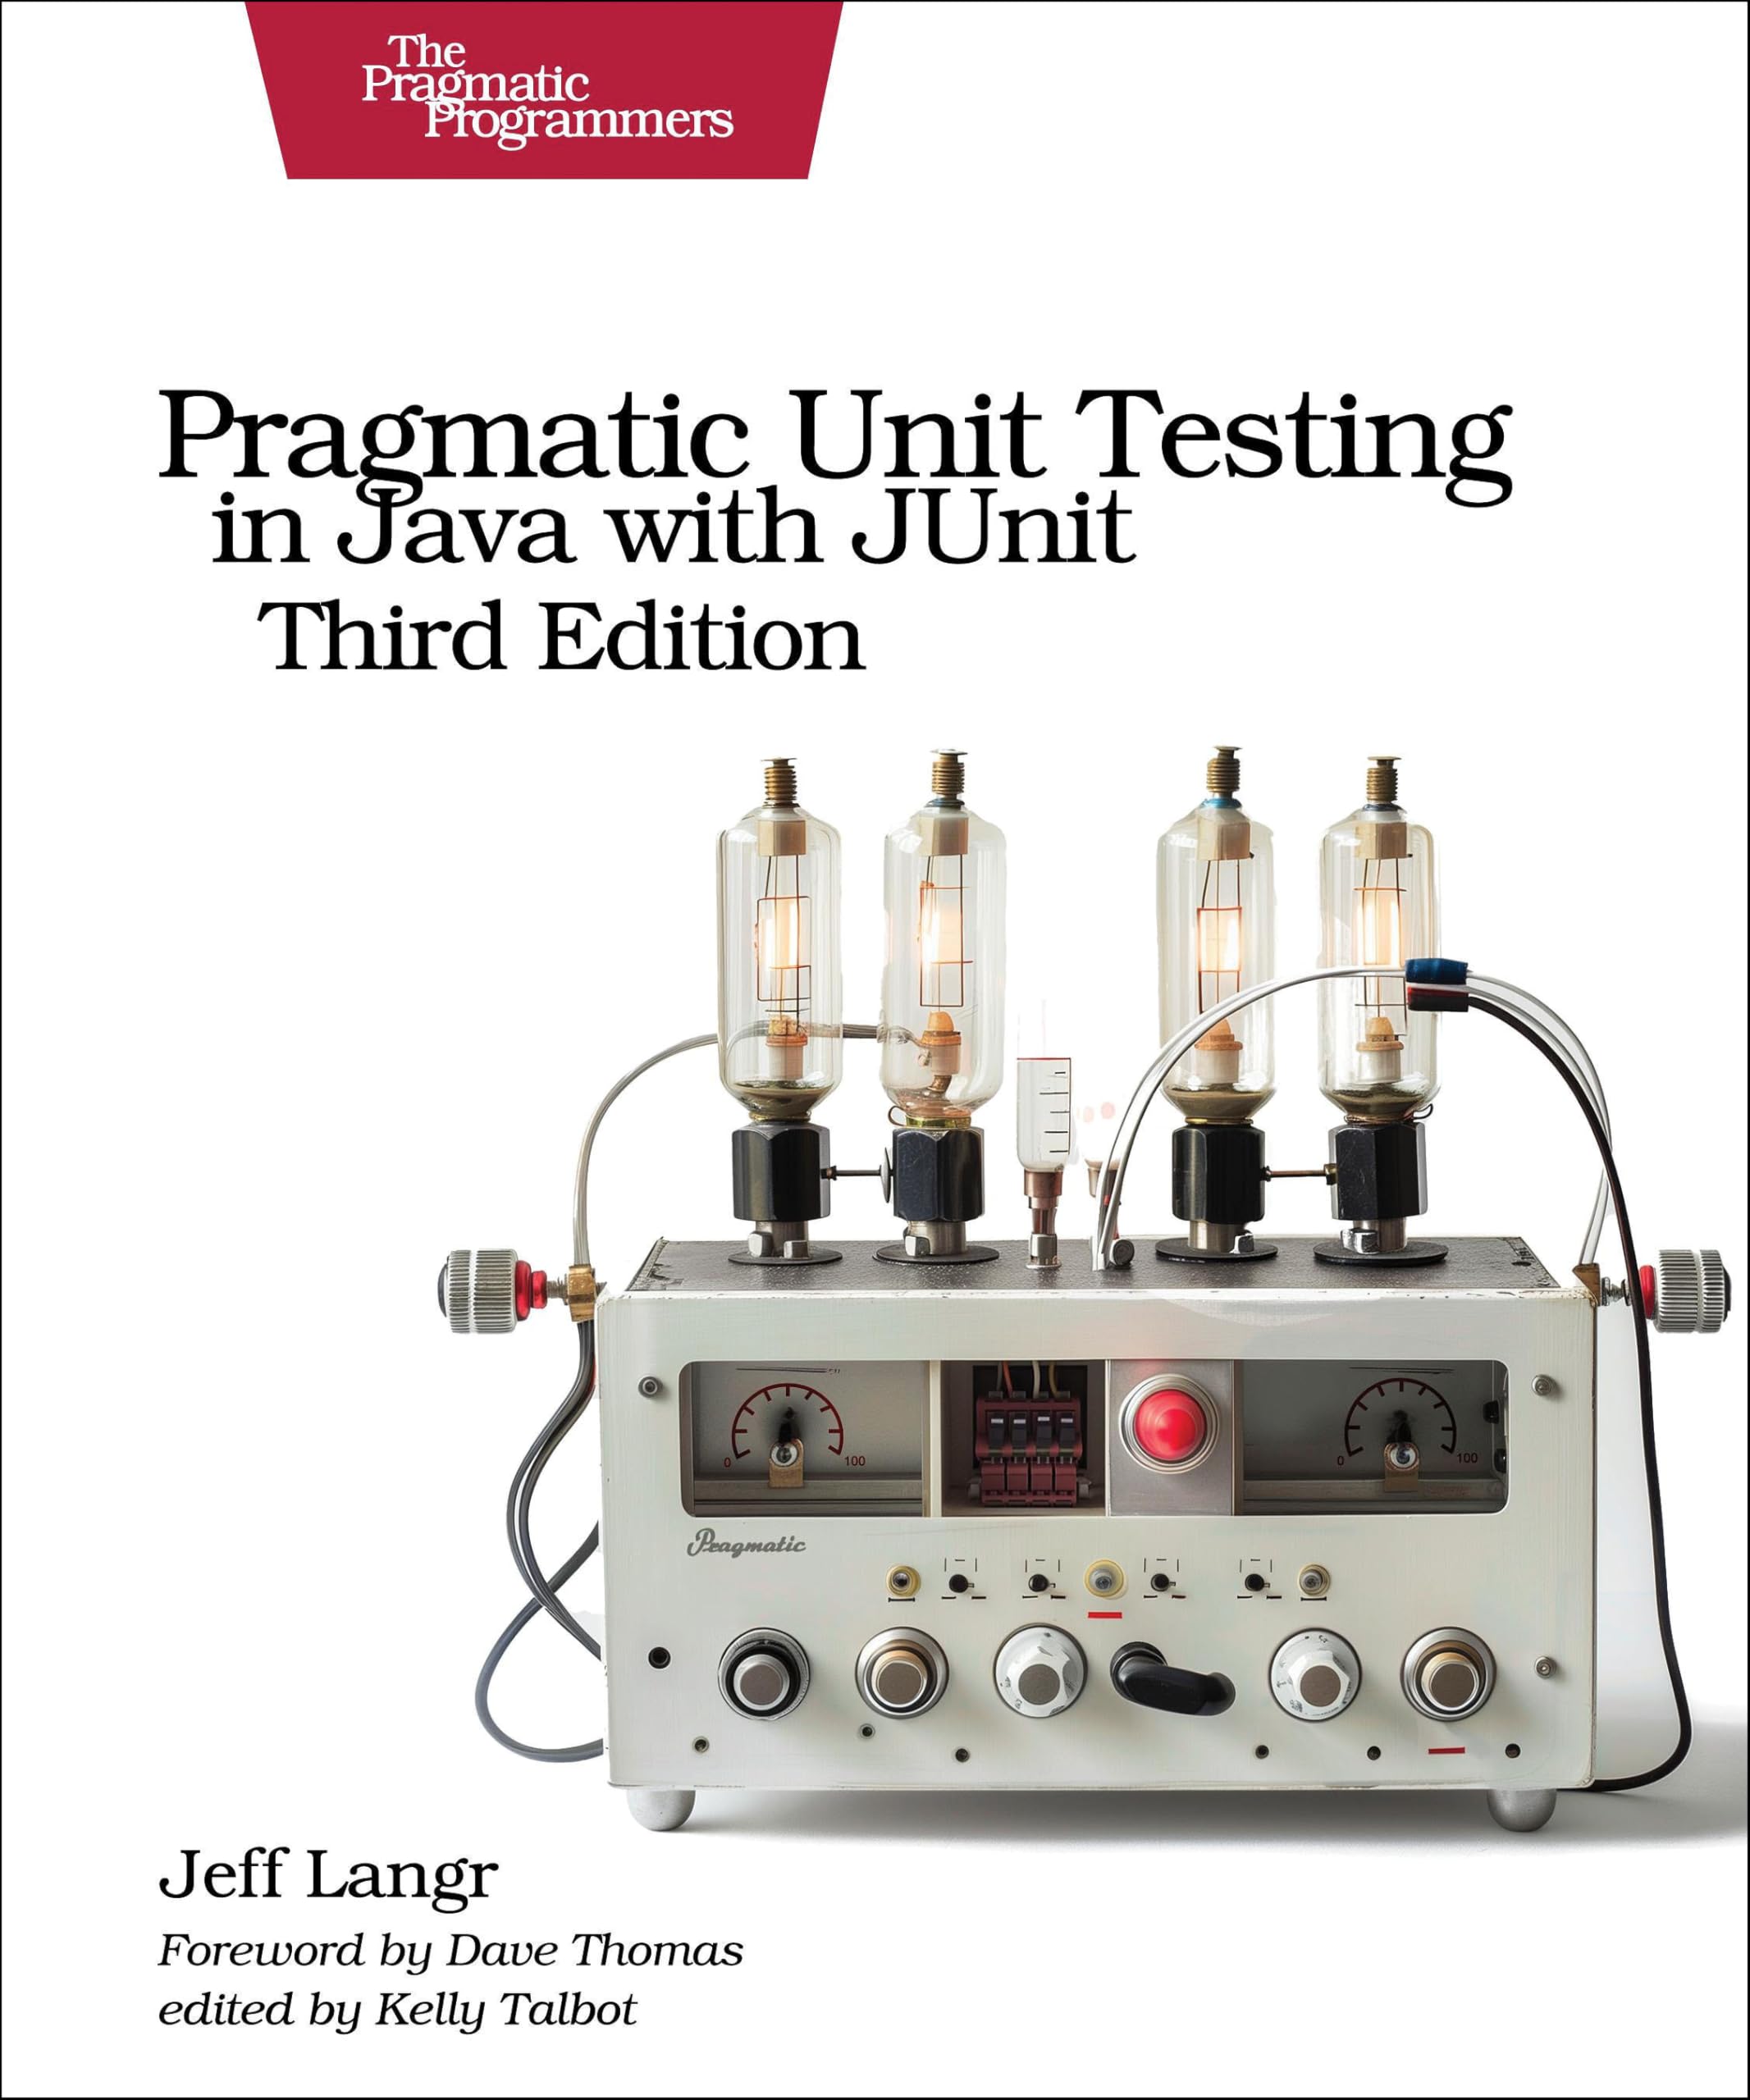 The
Pragmatic
Programmers
Pragmatic Unit Testing
in Java with JUnit
Third Edition
0
100
0
100
Pragmatic
Jeff Langr
Foreword by Dave Thomas
edited by Kelly Talbot